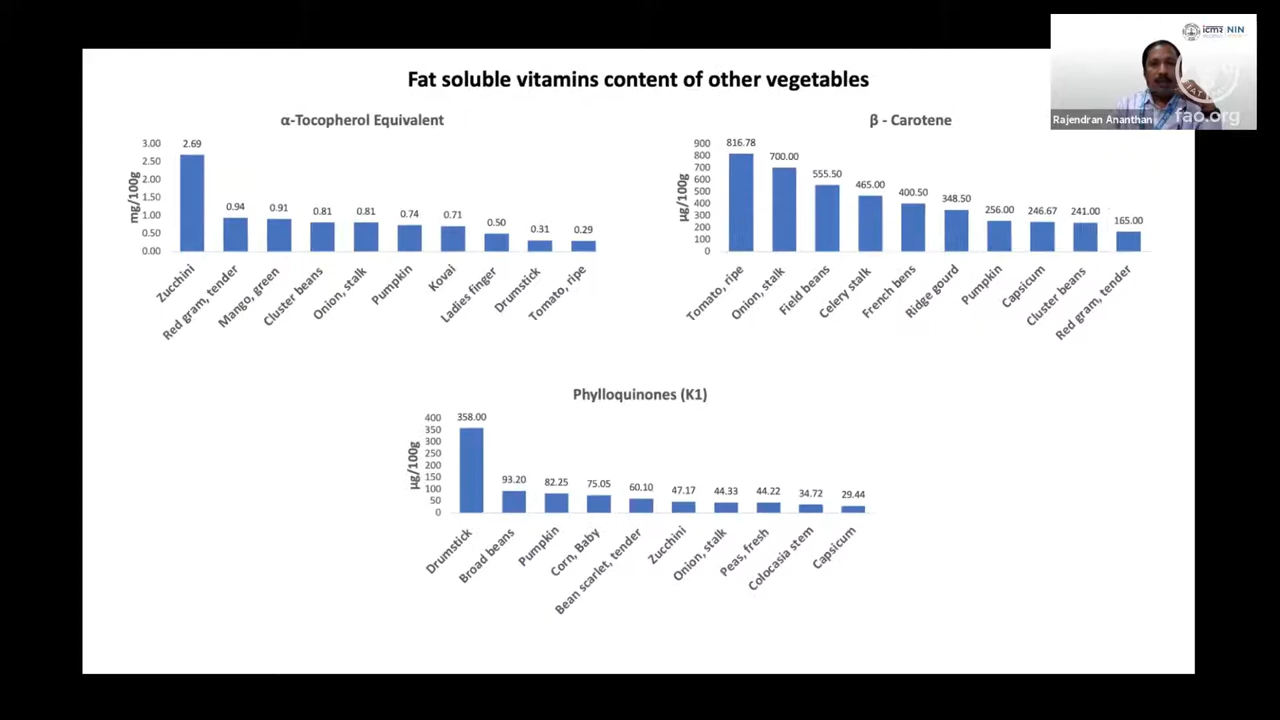 icmr NIN
Fat soluble vitamins content of other vegetables
fao.org
Rajendran Ananthan
α-Tocopherol Equivalent
mg/100g
3.00
2.50
2.00
1.50
1.00
0.50
0.00
2.69
0.94
0.91
0.81
0.81
0.74
0.71
0.50
0.31
0.29
Zucchini
Red gram, tender
Mango, green
Cluster beans
Onion, stalk
Pumpkin
Kovai
Ladies finger
Drumstick
Tomato, ripe
β - Carotene
µg/100g
900
800
700
600
500
400
300
200
100
0
816.78
700.00
555.50
465.00
400.50
348.50
256.00
246.67
241.00
165.00
Tomato, ripe
Onion, stalk
Field beans
Celery stalk
French bens
Ridge gourd
Pumpkin
Capsicum
Cluster beans
Red gram, tender
Phylloquinones (K1)
µg/100g
400
350
300
250
200
150
100
50
0
358.00
93.20
82.25
75.05
60.10
47.17
44.33
44.22
34.72
29.44
Drumstick
Broad beans
Pumpkin
Corn, Baby
Bean scarlet, tender
Zucchini
Onion, stalk
Peas, fresh
Colocasia stem
Capsicum